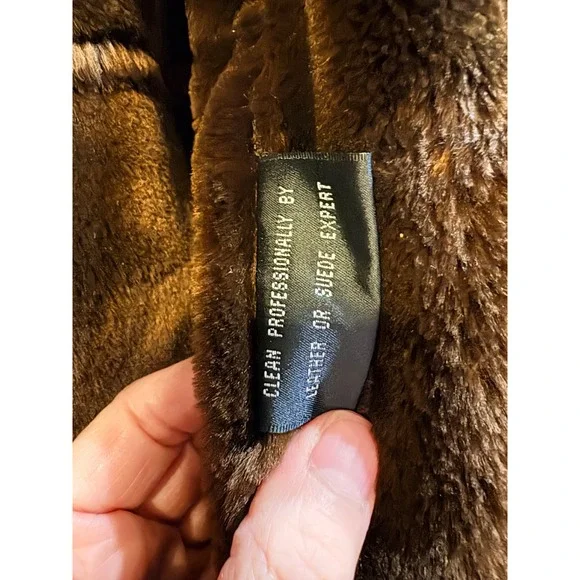 CLEAN PROFESSIONALLY BY
LEATHER OR SUEDE EXPERT